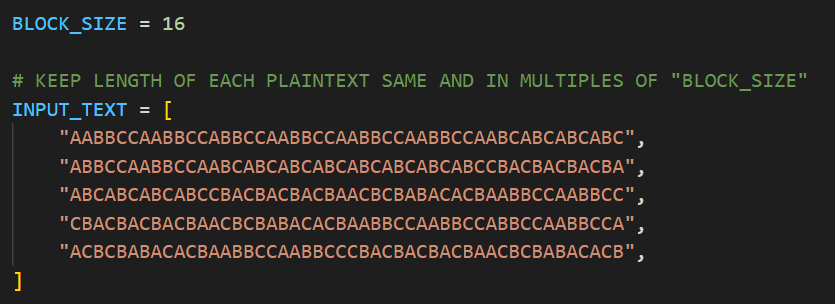 BLOCK_SIZE = 16
# KEEP LENGTH OF EACH PLAINTEXT SAME AND IN MULTIPLES OF "BLOCK_SIZE"
INPUT_TEXT = [
"AABBCCAABBCCABBCCAABBCCAABBCCAABBCCAABCABCABCABC",
"ABBCCAABBCCAABCABCABCABCABCABCABCABCCBACBACBACBA",
"ABCABCABCABCCBACBACBACBAACBCBABACACBAABBCCAABBCC",
"CBACBACBACBAACBCBABACACBAABBCCAABBCCABBCCAABBCCA",
"ACBCBABACACBAABBCCAABBCCCBACBACBACBAACBCBABACACB",
]